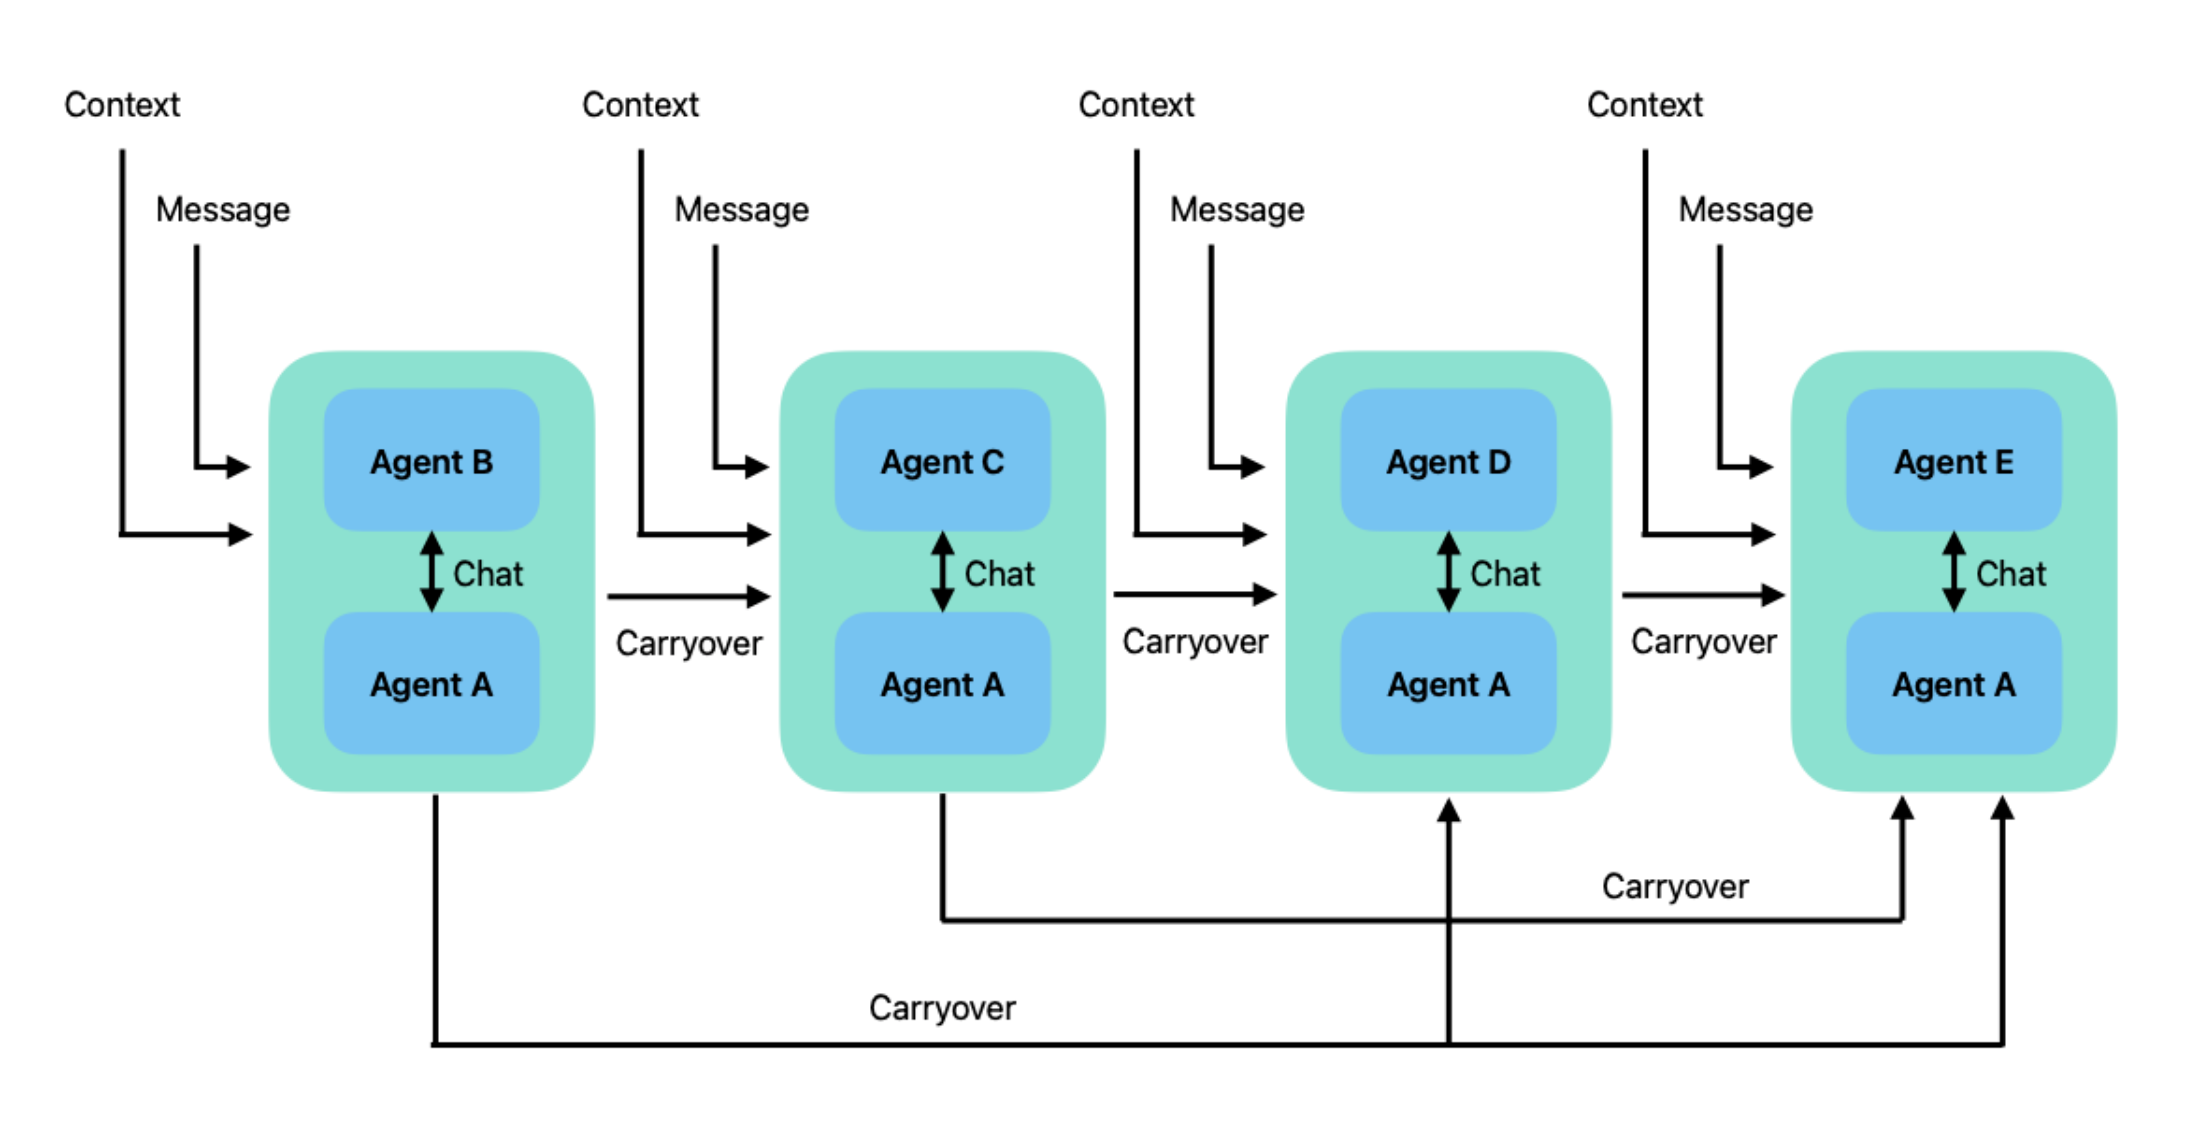 Context
Context
Context
Context
Message
Message
Message
Message
Agent B
Agent C
Agent D
Agent E
Chat
Chat
Chat
Chat
Carryover
Carryover
Carryover
Agent A
Agent A
Agent A
Agent A
Carryover
Carryover